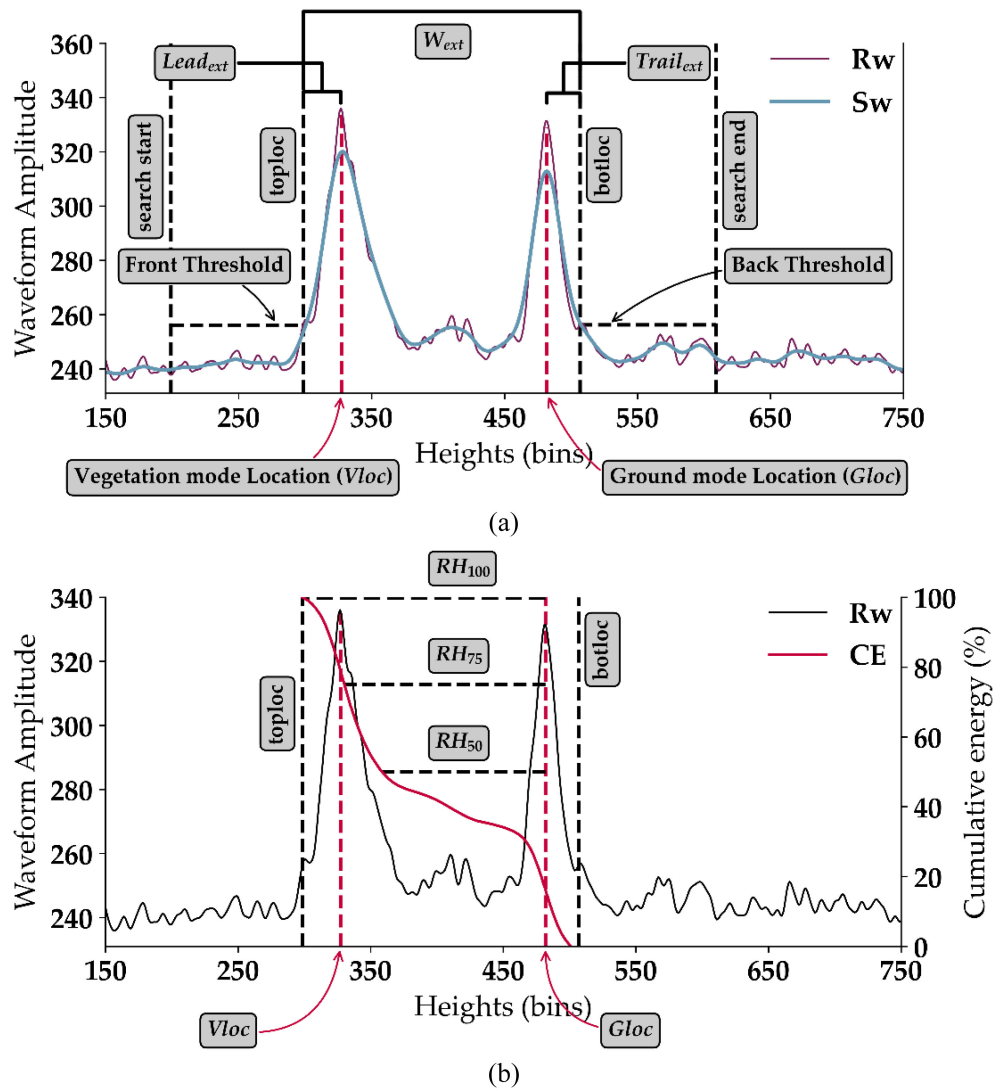 W_ext
Lead_ext
Trail_ext
Rw
Sw
360
340
320
300
280
260
240
Waveform Amplitude
search start
toploc
botloc
search end
Front Threshold
Back Threshold
150 250 350 450 550 650 750
Heights (bins)
Vegetation mode Location (Vloc)
Ground mode Location (Gloc)
(a)
RH_100
RH_75
RH_50
Rw
CE
340
320
300
280
260
240
Waveform Amplitude
toploc
botloc
100
80
60
40
20
0
Cumulative energy (%)
150 250 350 450 550 650 750
Heights (bins)
Vloc
Gloc
(b)